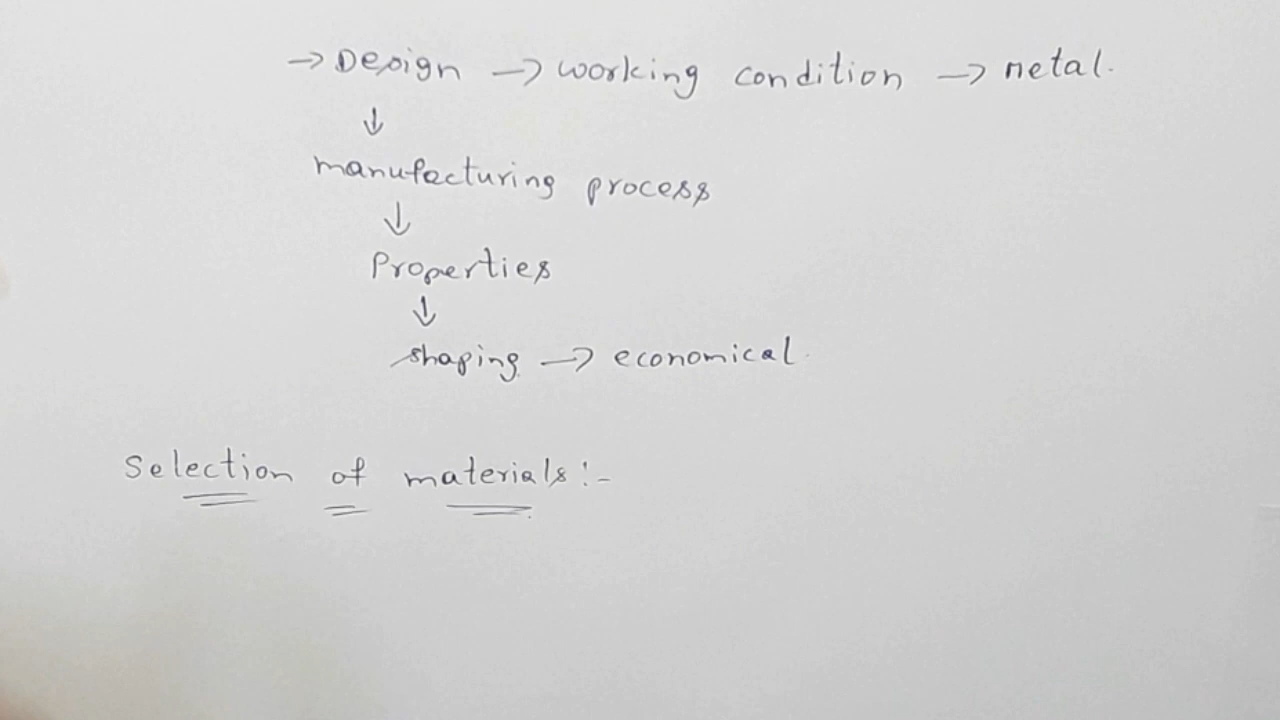 → Design → working condition → metal.
↓
manufacturing process
↓
Properties
↓
shaping → economical.
Selection of materials:-